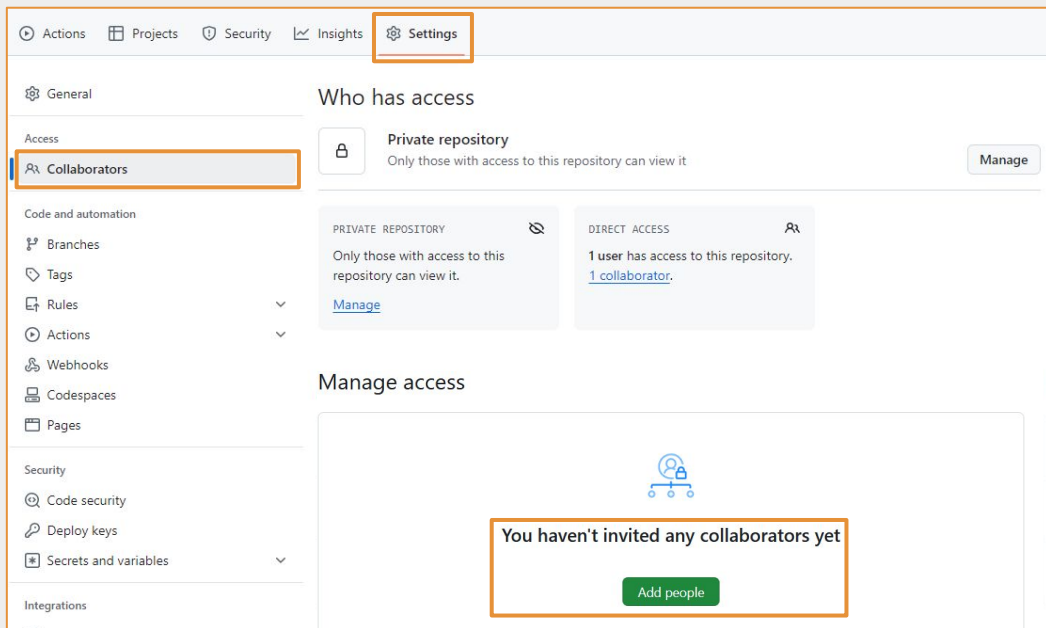 Actions Projects Security Insights Settings
General
Access
Collaborators
Code and automation
Branches
Tags
Rules
Actions
Webhooks
Codespaces
Pages
Security
Code security
Deploy keys
Secrets and variables
Integrations
Who has access
Private repository
Only those with access to this repository can view it
Manage
PRIVATE REPOSITORY
Only those with access to this
repository can view it.
Manage
DIRECT ACCESS
1 user has access to this repository.
1 collaborator.
Manage access
You haven't invited any collaborators yet
Add people